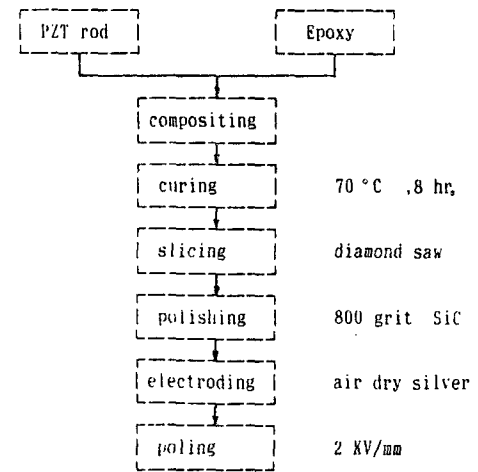 PZT rod
Epoxy
compositing
curing 70 °C ,8 hr,
slicing diamond saw
polishing 800 grit SiC
electroding air dry silver
poling 2 KV/mm